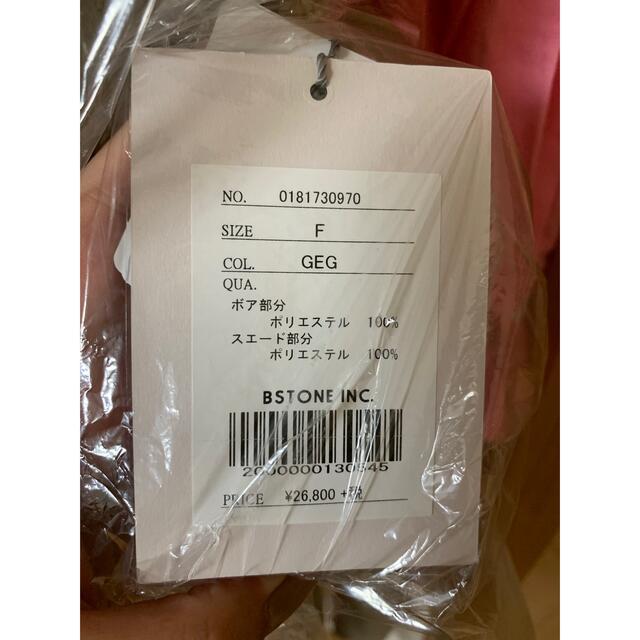 NO. 0181730970
SIZE F
COL. GEG
QUA.
ボア部分
ポリエステル 100%
スエード部分
ポリエステル 100%
BSTONE INC.
2000000130545
PRICE ¥26,800 +税